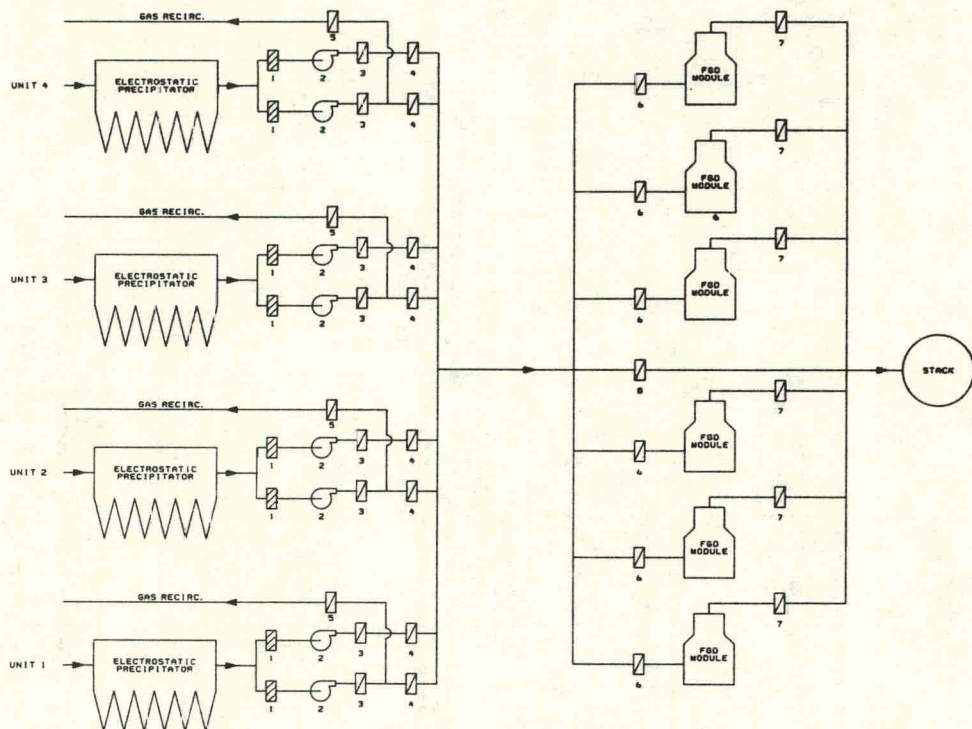 GAS RECIRC.
5
1 2 3 4
UNIT 4
ELECTROSTATIC
PRECIPITATOR
1 2 3 4
GAS RECIRC.
5
1 2 3 4
UNIT 3
ELECTROSTATIC
PRECIPITATOR
1 2 3 4
GAS RECIRC.
5
1 2 3 4
UNIT 2
ELECTROSTATIC
PRECIPITATOR
1 2 3 4
GAS RECIRC.
5
1 2 3 4
UNIT 1
ELECTROSTATIC
PRECIPITATOR
1 2 3 4
7
FGD
MODULE
6
7
FGD
MODULE
6
6
7
FGD
MODULE
6
8
STACK
7
FGD
MODULE
6
7
FGD
MODULE
6
7
FGD
MODULE
6